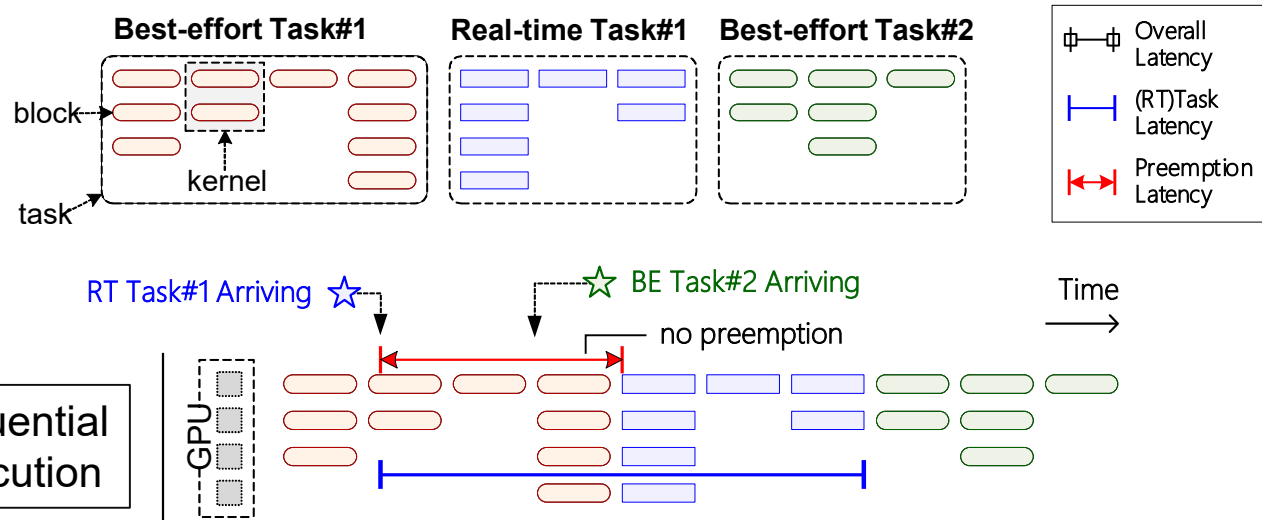 Best-effort Task#1
Real-time Task#1
Best-effort Task#2
block
kernel
task
Overall
Latency
(RT)Task
Latency
Preemption
Latency
RT Task#1 Arriving
BE Task#2 Arriving
Time
no preemption
GPU
uential
cution